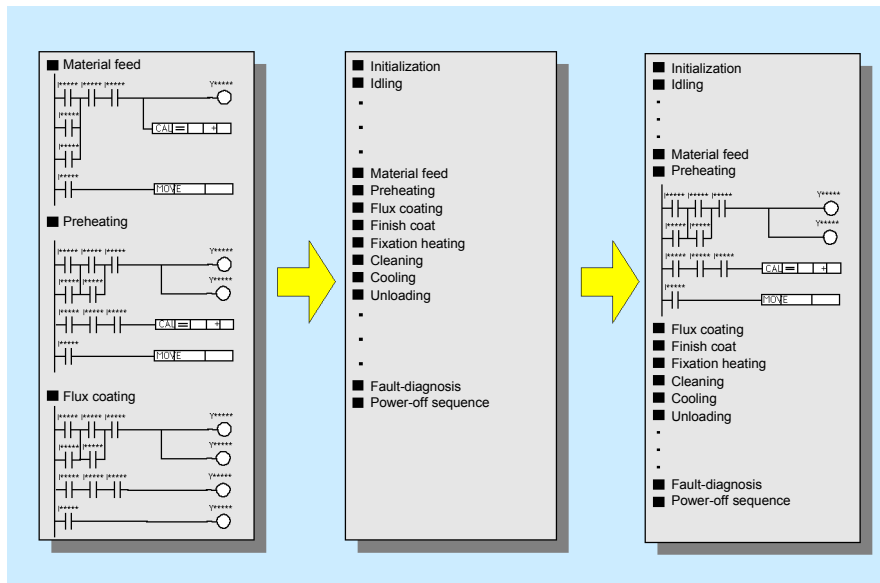 ■ Material feed
I***** I***** I***** Y*****
CAL = +
I*****
I*****
I*****
MOVE
■ Preheating
I***** I***** I***** Y*****
I***** I***** Y*****
I***** I***** I*****
CAL = +
I*****
MOVE
■ Flux coating
I***** I***** I***** Y*****
I***** I***** Y*****
I***** I***** I***** Y*****
I***** Y*****
■ Initialization
■ Idling
■ Material feed
■ Preheating
■ Flux coating
■ Finish coat
■ Fixation heating
■ Cleaning
■ Cooling
■ Unloading
■ Fault-diagnosis
■ Power-off sequence
■ Initialization
■ Idling
■ Material feed
■ Preheating
I***** I***** I***** Y*****
I***** I***** Y*****
I***** I***** I*****
CAL = +
I*****
MOVE
■ Flux coating
■ Finish coat
■ Fixation heating
■ Cleaning
■ Cooling
■ Unloading
■ Fault-diagnosis
■ Power-off sequence